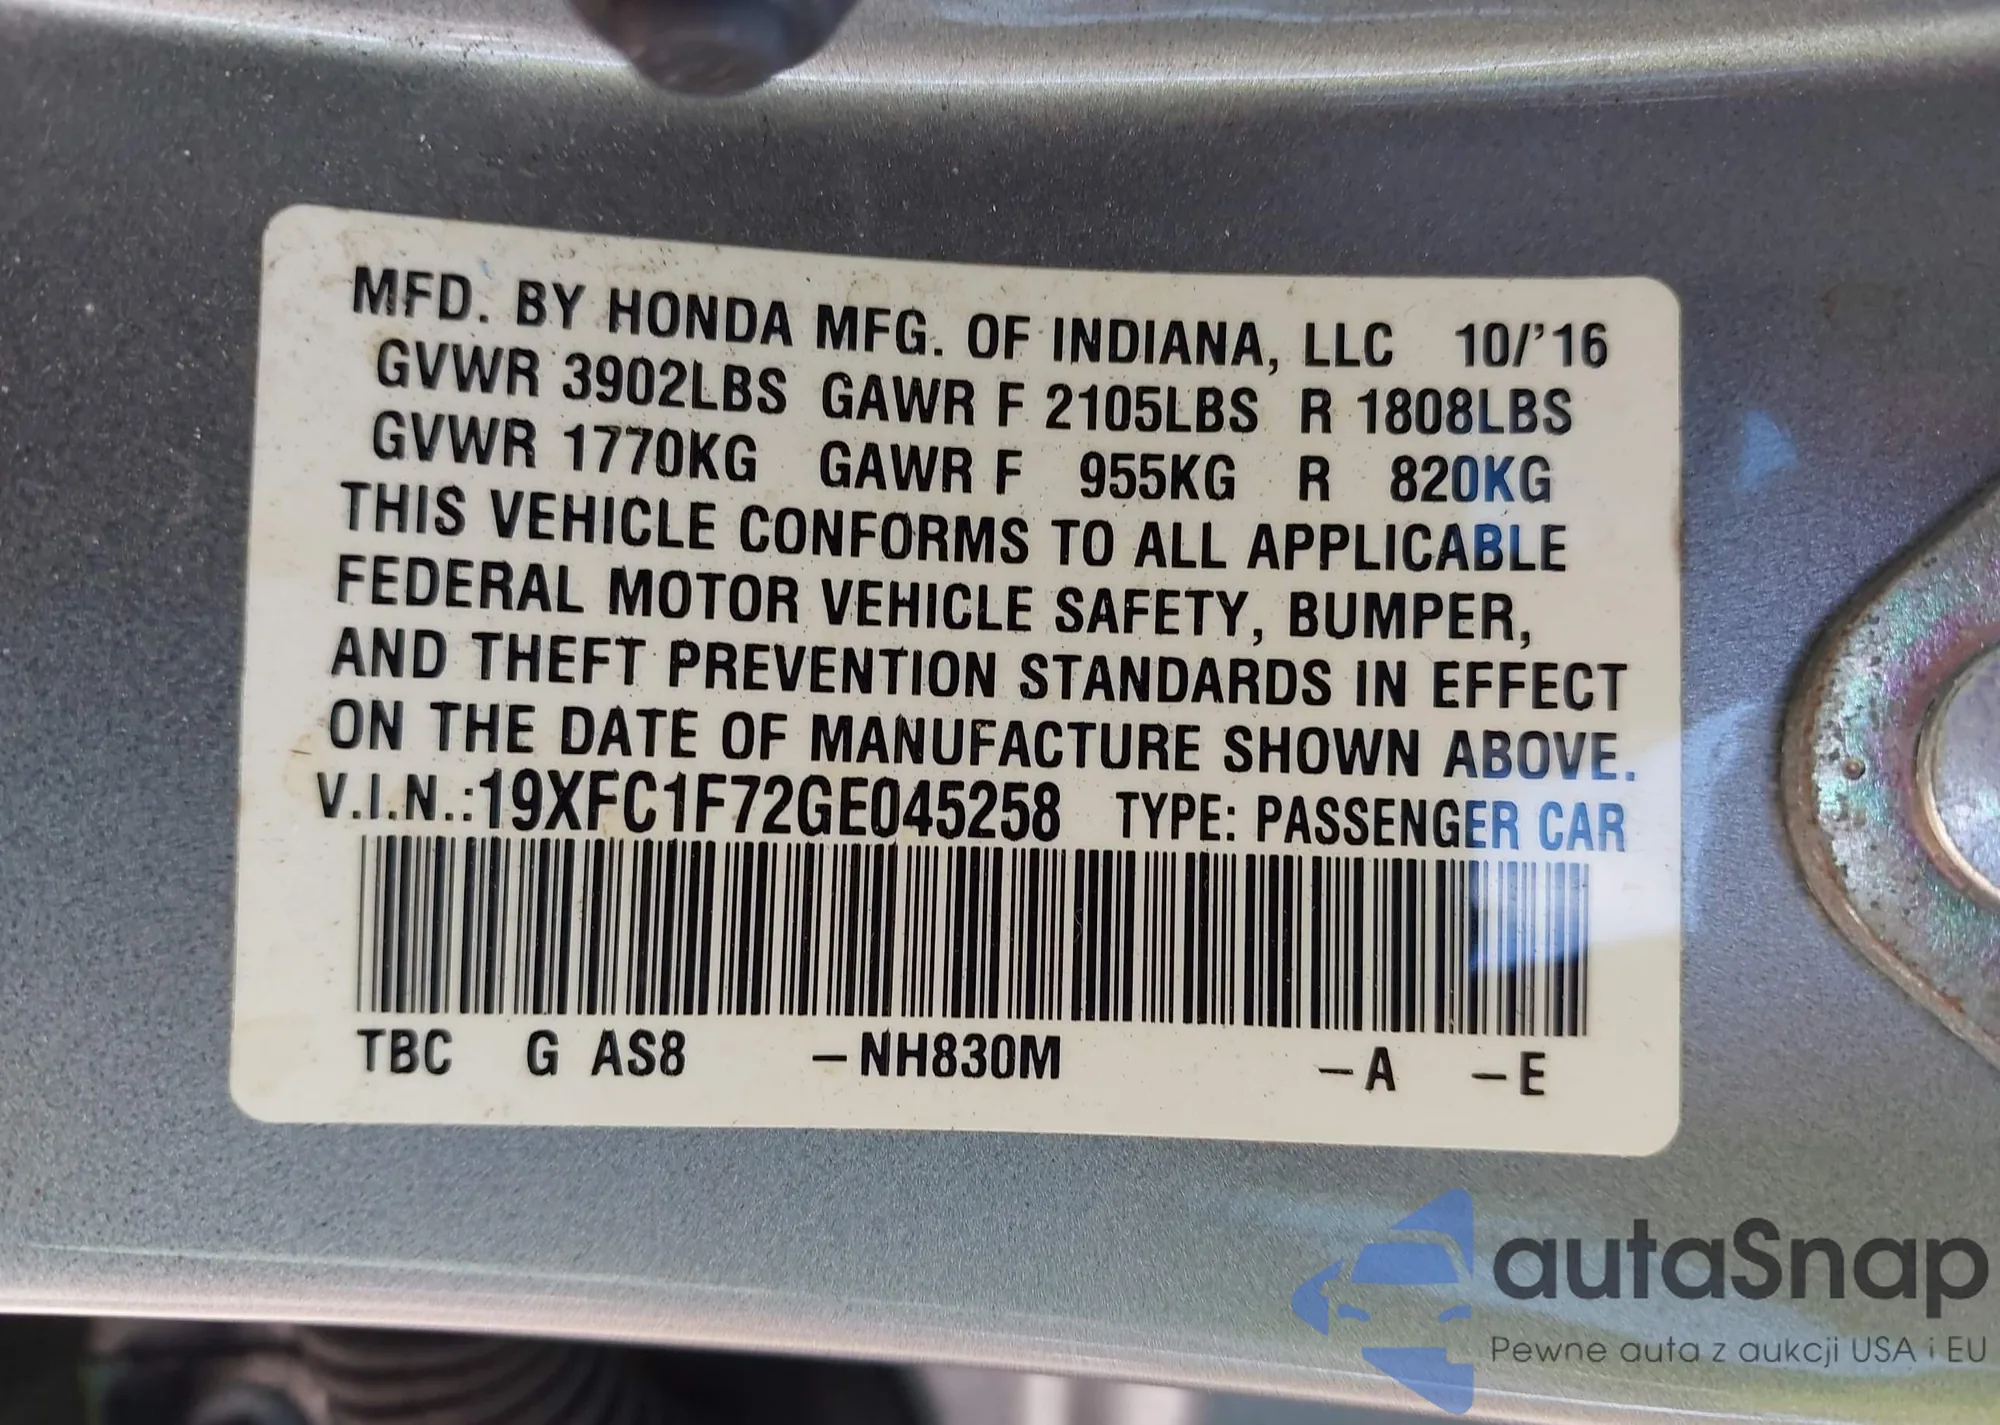 MFD. BY HONDA MFG. OF INDIANA, LLC 10/'16
GVWR 3902LBS GAWR F 2105LBS R 1808LBS
GVWR 1770KG GAWR F 955KG R 820KG
THIS VEHICLE CONFORMS TO ALL APPLICABLE
FEDERAL MOTOR VEHICLE SAFETY, BUMPER,
AND THEFT PREVENTION STANDARDS IN EFFECT
ON THE DATE OF MANUFACTURE SHOWN ABOVE.
V.I.N.:19XFC1F72GE045258 TYPE: PASSENGER CAR
TBC G AS8 –NH830M –A –E
autaSnap
Pewne auta z aukcji USA i EU